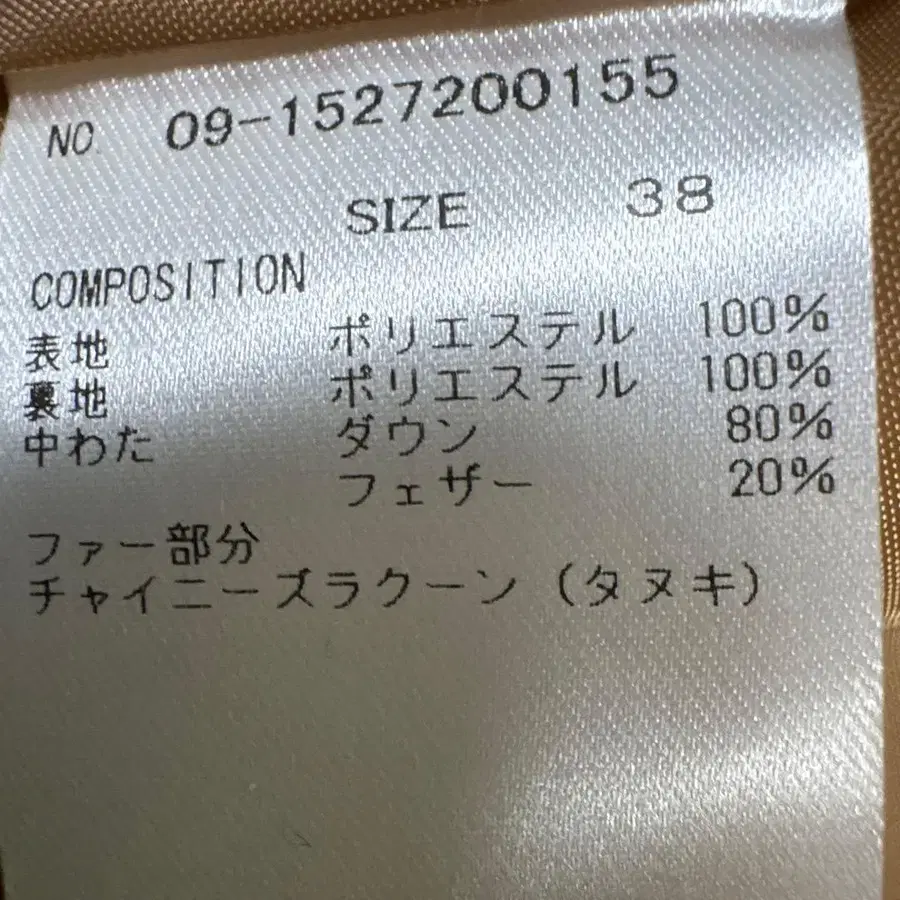 NO. 09-1527200155
SIZE 38
COMPOSITION
表地 ポリエステル 100%
裏地 ポリエステル 100%
中わた ダウン 80%
フェザー 20%
ファー部分
チャイニーズラクーン (タヌキ)